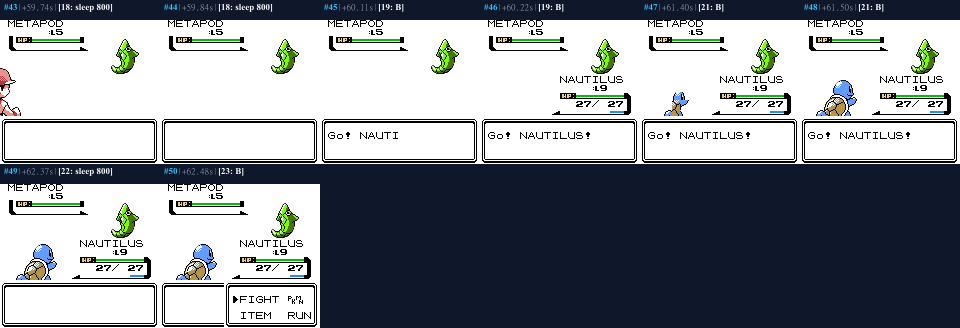 #43|+59.74s| [18: sleep 800]
METAPOD
:L5
HP:
#44|+59.84s| [18: sleep 800]
METAPOD
:L5
HP:
#45|+60.11s| [19: B]
METAPOD
:L5
HP:
Go! NAUTI
#46|+60.22s| [19: B]
METAPOD
:L5
HP:
NAUTILUS
:L9
HP:
27/ 27
Go! NAUTILUS!
#47|+61.40s| [21: B]
METAPOD
:L5
HP:
NAUTILUS
:L9
HP:
27/ 27
Go! NAUTILUS!
#48|+61.50s| [21: B]
METAPOD
:L5
HP:
NAUTILUS
:L9
HP:
27/ 27
Go! NAUTILUS!
#49|+62.37s| [22: sleep 800]
METAPOD
:L5
HP:
NAUTILUS
:L9
HP:
27/ 27
#50|+62.48s| [23: B]
METAPOD
:L5
HP:
NAUTILUS
:L9
HP:
27/ 27
▶FIGHT PKMN
ITEM RUN